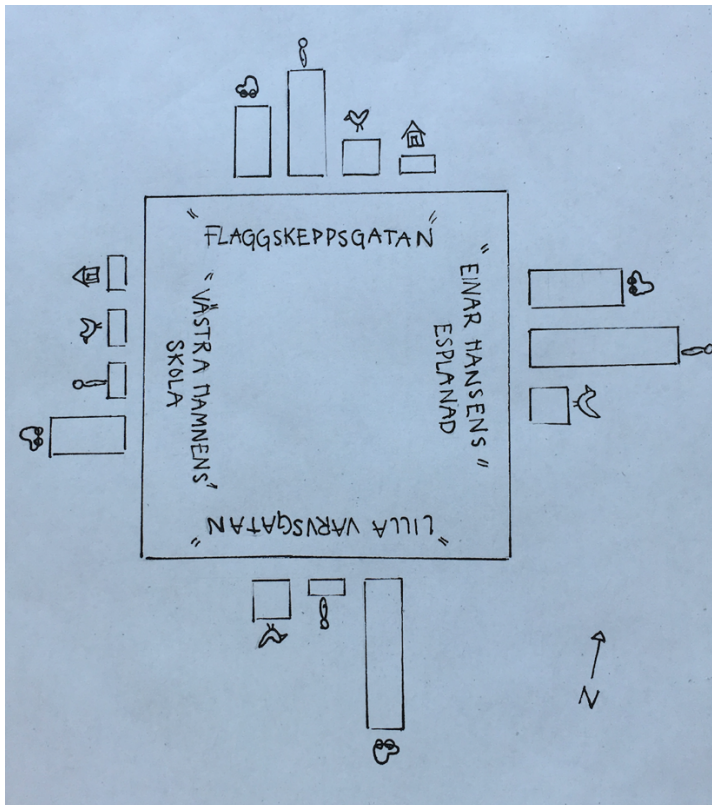 "FLAGGSKEPPSGATAN"
"EINAR HANSENS"
ESPLANAD
"VÄSTRA HAMNENS"
SKOLA
"LILLA VARVSGATAN"
N